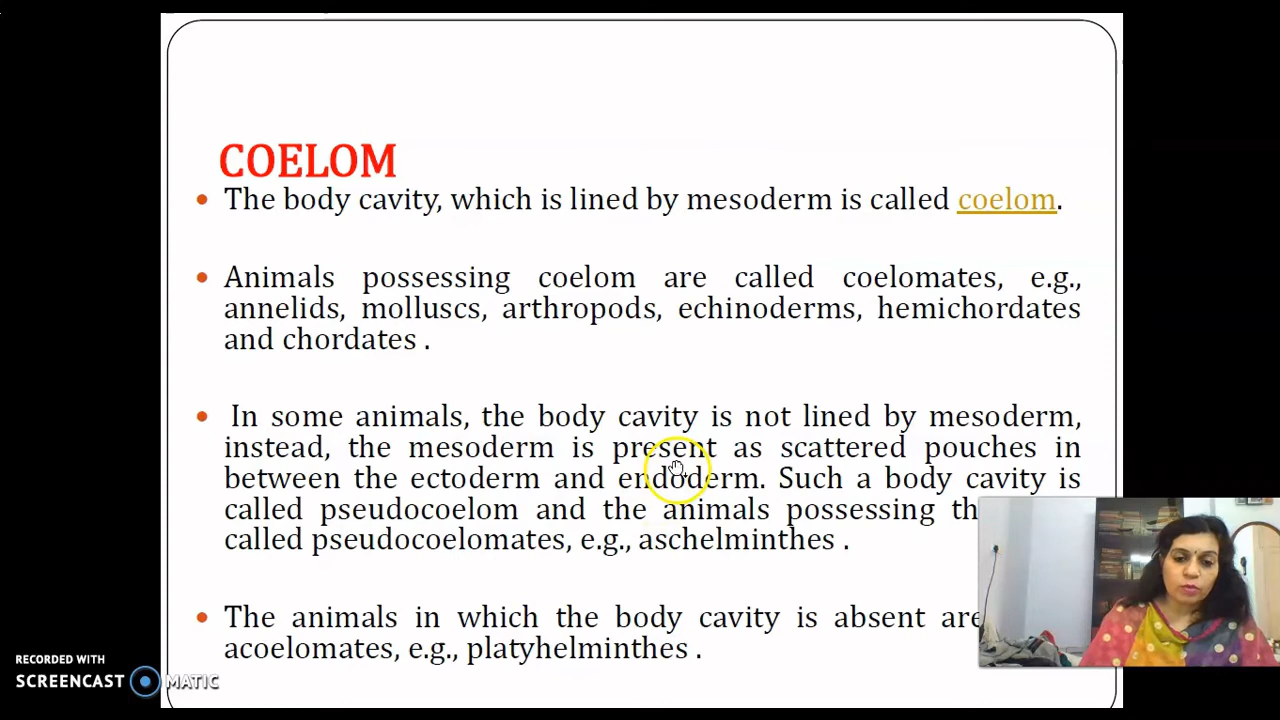 COELOM
• The body cavity, which is lined by mesoderm is called coelom.
• Animals possessing coelom are called coelomates, e.g.,
annelids, molluscs, arthropods, echinoderms, hemichordates
and chordates .
• In some animals, the body cavity is not lined by mesoderm,
instead, the mesoderm is present as scattered pouches in
between the ectoderm and endoderm. Such a body cavity is
called pseudocoelom and the animals possessing
called pseudocoelomates, e.g., aschelminthes .
• The animals in which the body cavity is absent are
acoelomates, e.g., platyhelminthes .
RECORDED WITH
SCREENCAST MATIC